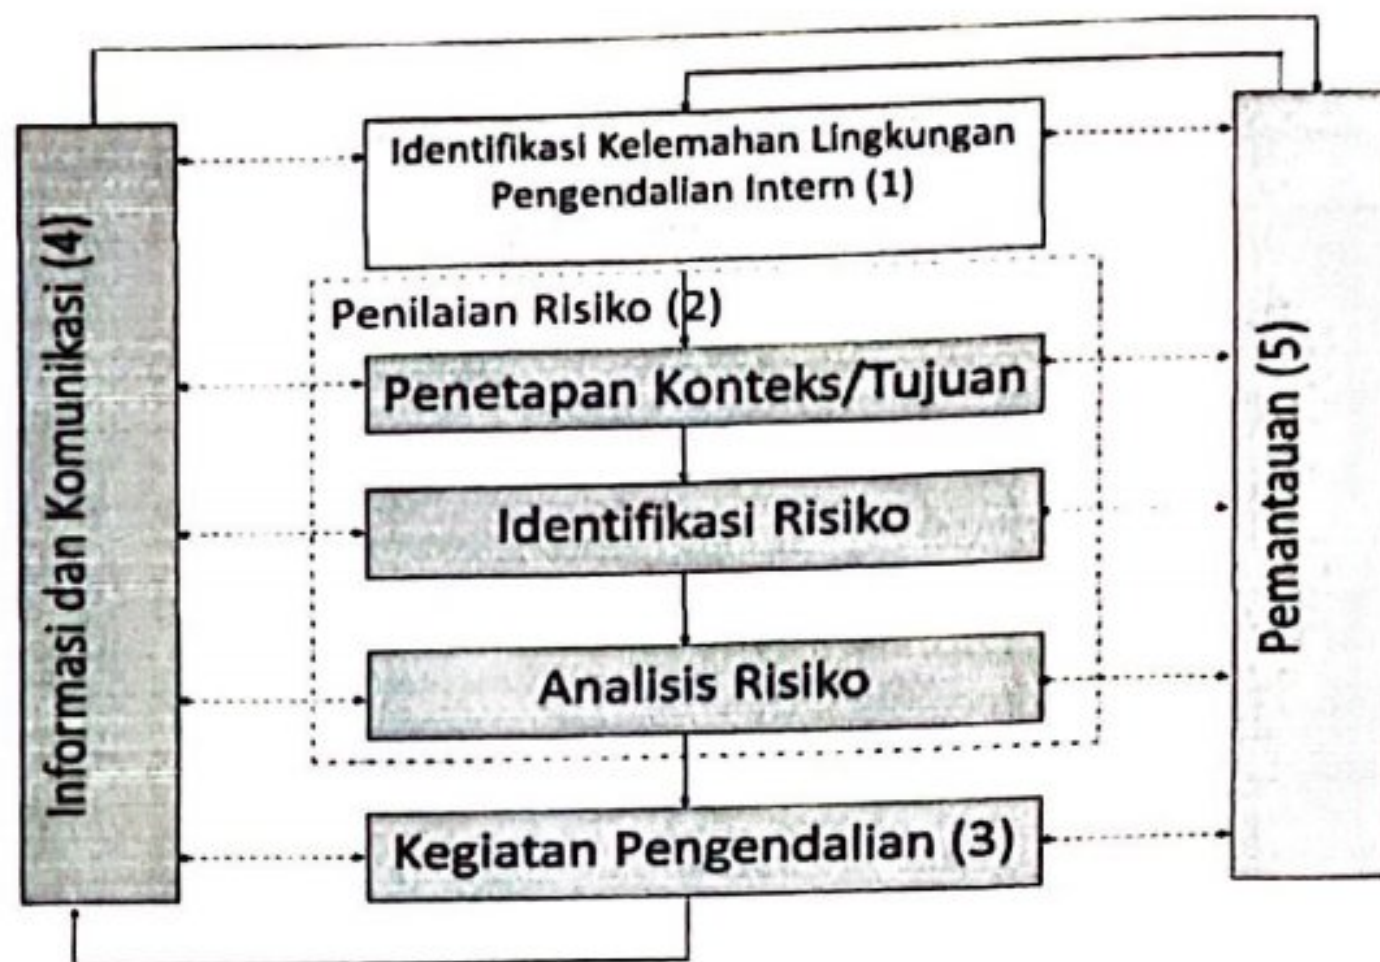 Identifikasi Kelemahan Lingkungan
Pengendalian Intern (1)
Informasi dan Komunikasi (4)
Penilaian Risiko (2)
Penetapan Konteks/Tujuan
Identifikasi Risiko
Analisis Risiko
Kegiatan Pengendalian (3)
Pemantauan (5)